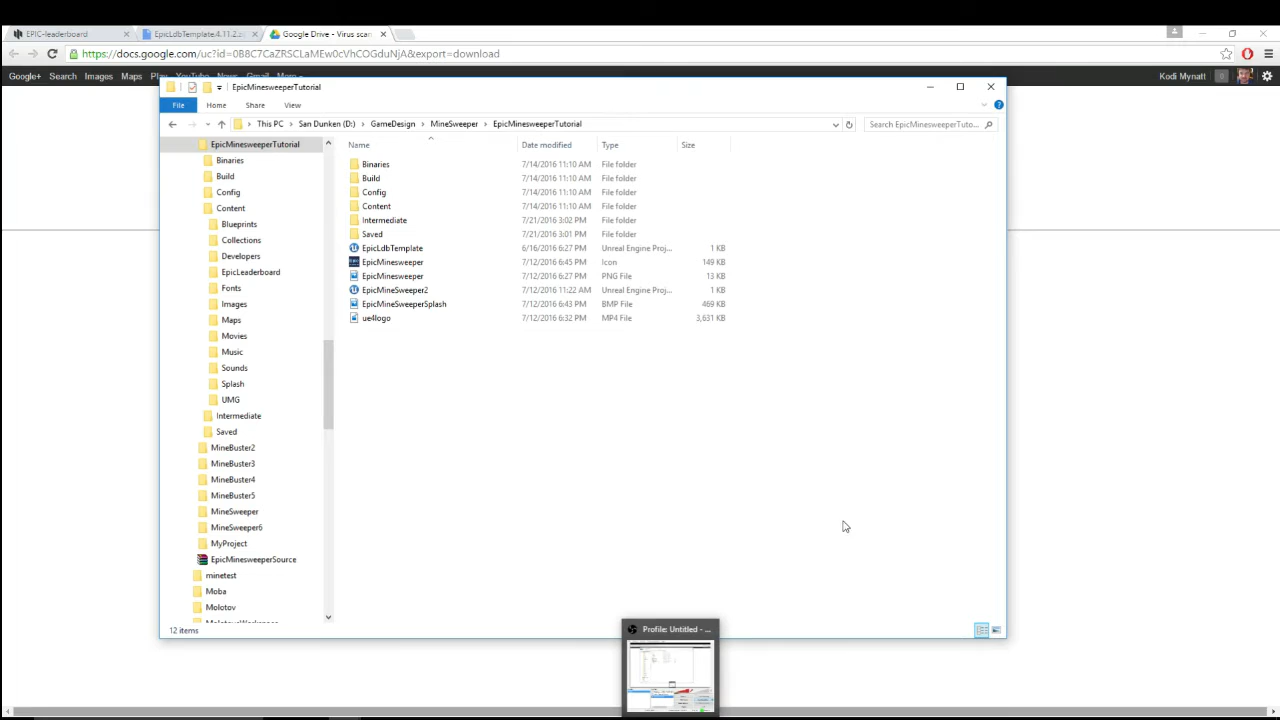 EPIC-leaderboard
EpicLdbTemplate.4.11.2.z
Google Drive - Virus scan
https://docs.google.com/uc?id=0B8C7CaZRSCLaMEw0cVhCOGduNjA&export=download
Google+ Search Images Maps Play YouTube News Gmail More
Kodi Mynatt 0
EpicMinesweeperTutorial
File Home Share View
This PC > San Dunken (D:) > GameDesign > MineSweeper > EpicMinesweeperTutorial
Search EpicMinesweeperTuto...
Name Date modified Type Size
EpicMinesweeperTutorial
Binaries
Build
Config
Content
Blueprints
Collections
Developers
EpicLeaderboard
Fonts
Images
Maps
Movies
Music
Sounds
Splash
UMG
Intermediate
Saved
MineBuster2
MineBuster3
MineBuster4
MineBuster5
MineSweeper
MineSweeper6
MyProject
EpicMinesweeperSource
minetest
Moba
Molotov
Binaries 7/14/2016 11:10 AM File folder
Build 7/14/2016 11:10 AM File folder
Config 7/14/2016 11:10 AM File folder
Content 7/14/2016 11:10 AM File folder
Intermediate 7/21/2016 3:02 PM File folder
Saved 7/21/2016 3:01 PM File folder
EpicLdbTemplate 6/16/2016 6:27 PM Unreal Engine Proj... 1 KB
EpicMinesweeper 7/12/2016 6:45 PM Icon 149 KB
EpicMinesweeper 7/12/2016 6:27 PM PNG File 13 KB
EpicMineSweeper2 7/12/2016 11:22 AM Unreal Engine Proj... 1 KB
EpicMineSweeperSplash 7/12/2016 6:43 PM BMP File 469 KB
ue4logo 7/12/2016 6:32 PM MP4 File 3,631 KB
12 items
Profile: Untitled - ...